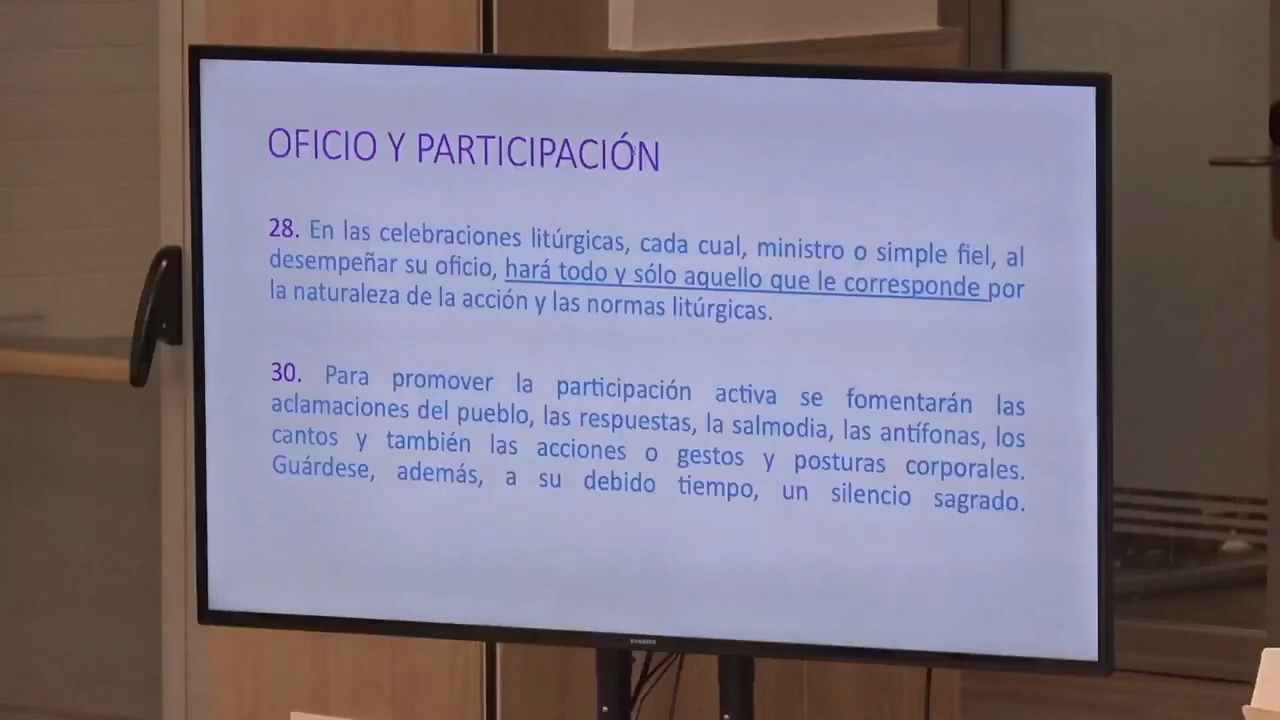 OFICIO Y PARTICIPACIÓN
28. En las celebraciones litúrgicas, cada cual, ministro o simple fiel, al
desempeñar su oficio, hará todo y sólo aquello que le corresponde por
la naturaleza de la acción y las normas litúrgicas.
30. Para promover la participación activa se fomentarán las
aclamaciones del pueblo, las respuestas, la salmodia, las antífonas, los
cantos y también las acciones o gestos y posturas corporales.
Guárdese, además, a su debido tiempo, un silencio sagrado.
SAMSUNG